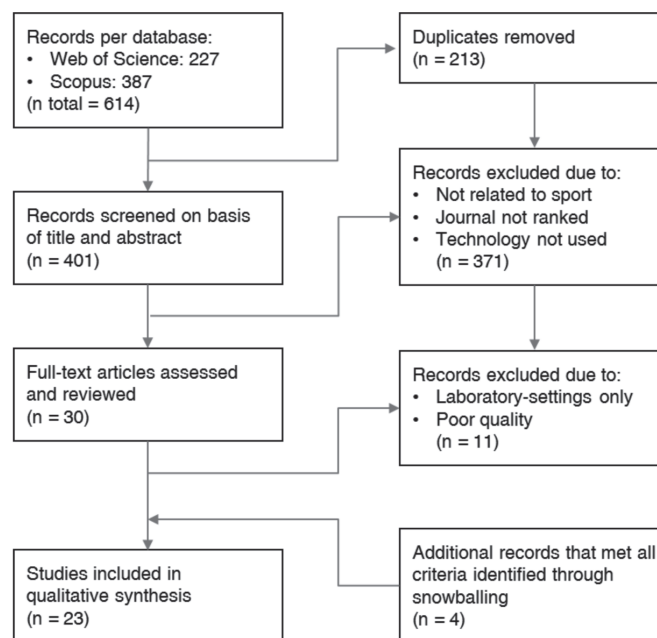 Records per database:
• Web of Science: 227
• Scopus: 387
(n total = 614)
Duplicates removed
(n = 213)
Records screened on basis
of title and abstract
(n = 401)
Records excluded due to:
• Not related to sport
• Journal not ranked
• Technology not used
(n = 371)
Full-text articles assessed
and reviewed
(n = 30)
Records excluded due to:
• Laboratory-settings only
• Poor quality
(n = 11)
Studies included in
qualitative synthesis
(n = 23)
Additional records that met all
criteria identified through
snowballing
(n = 4)